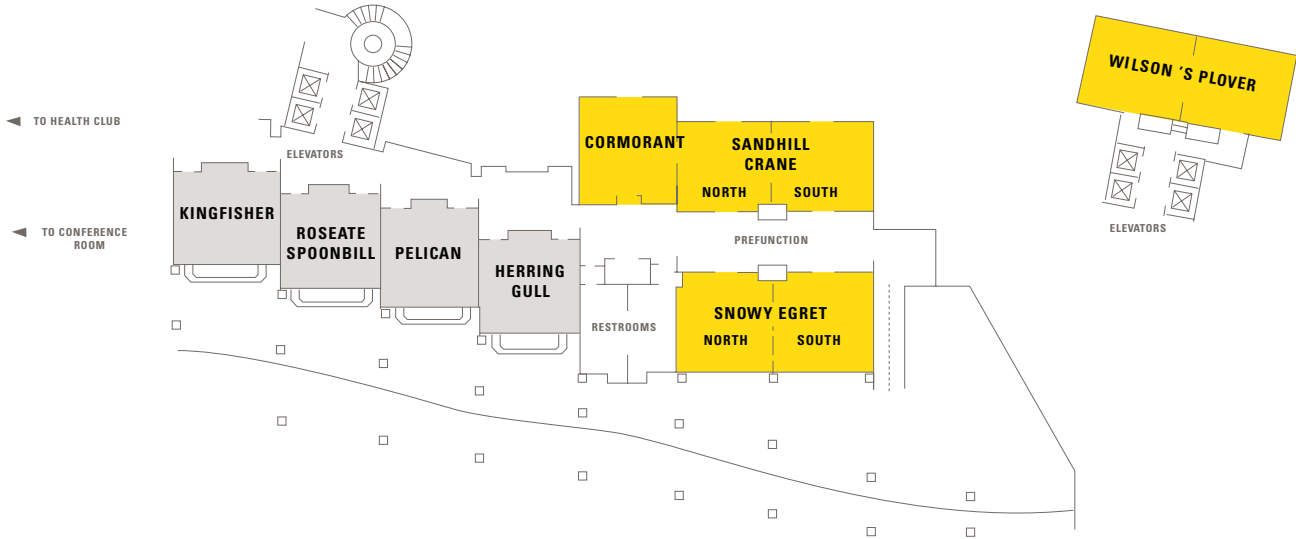 WILSON 'S PLOVER
TO HEALTH CLUB
CORMORANT
SANDHILL
CRANE
NORTH
SOUTH
ELEVATORS
KINGFISHER
ROSEATE
SPOONBILL
PELICAN
HERRING
GULL
TO CONFERENCE
ROOM
PREFUNCTION
ELEVATORS
SNOWY EGRET
NORTH
SOUTH
RESTROOMS